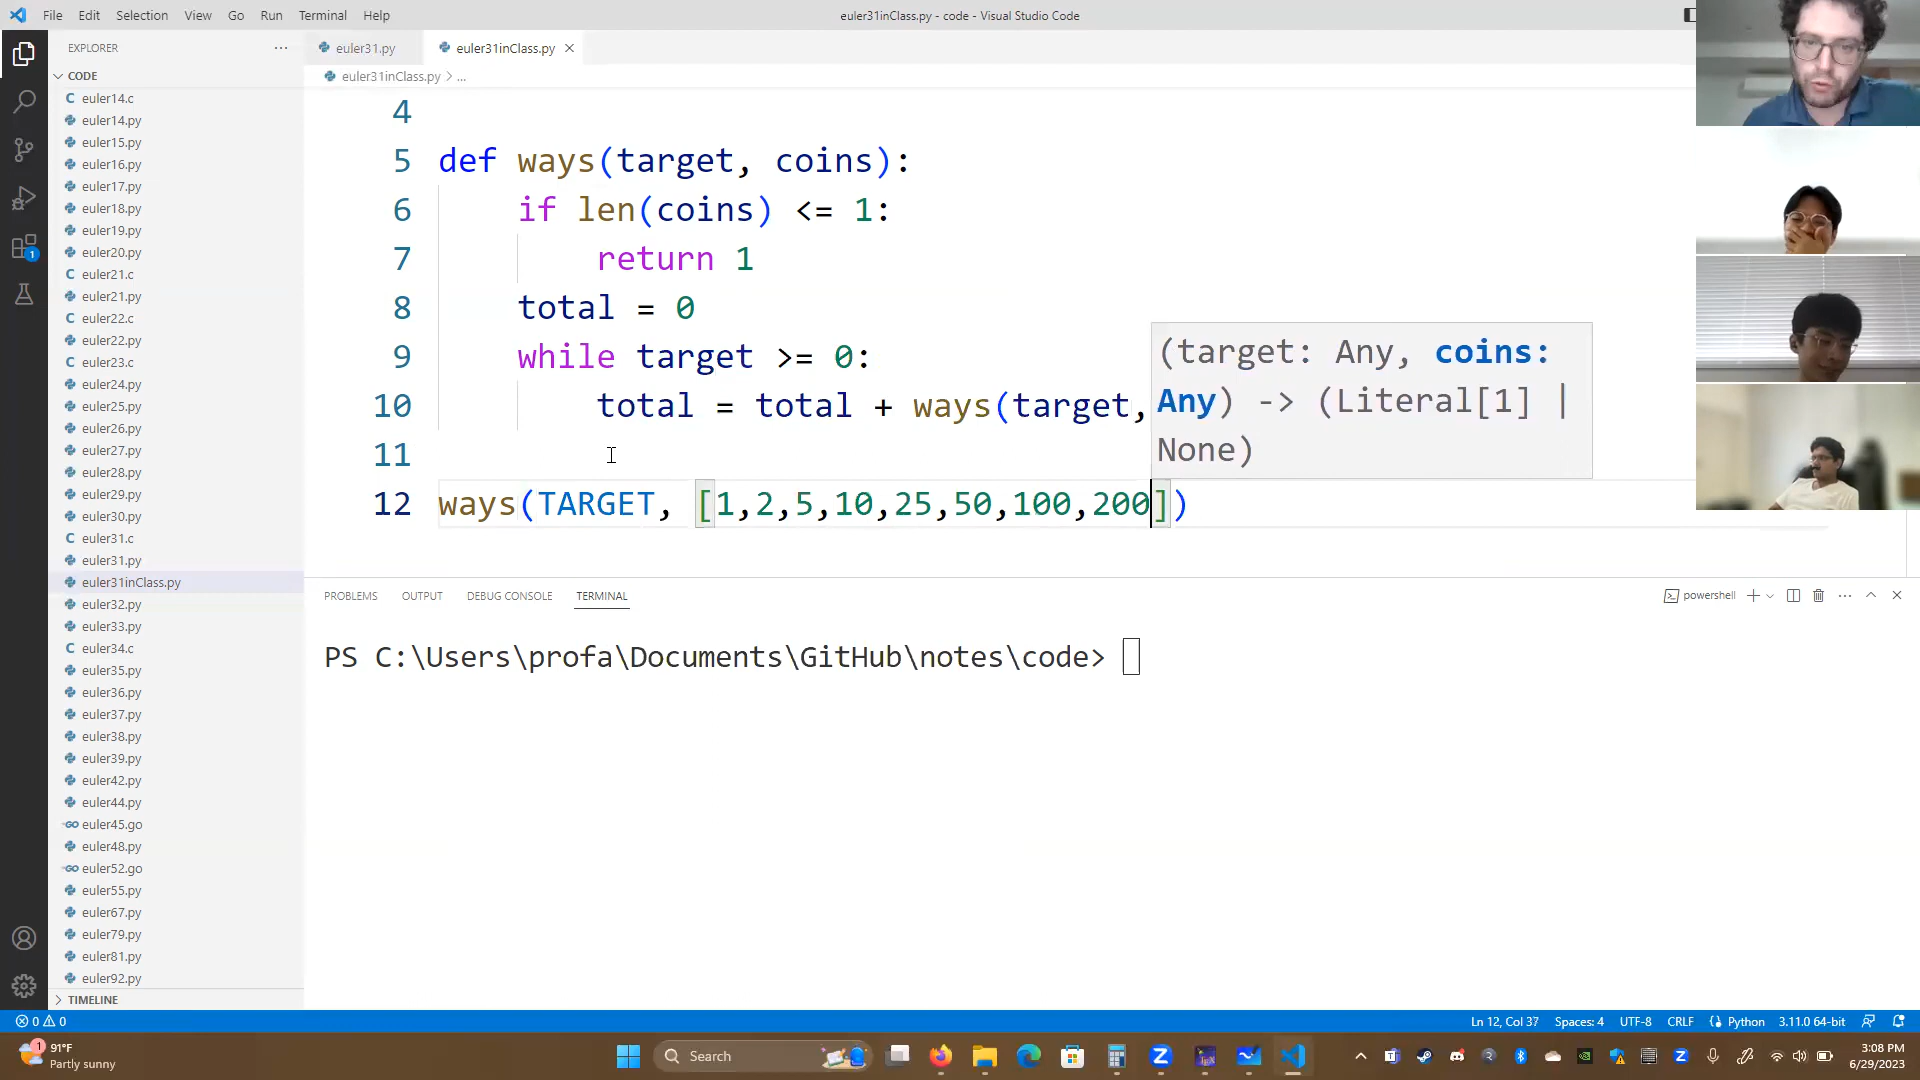 File Edit Selection View Go Run Terminal Help
euler31inClass.py - code - Visual Studio Code
EXPLORER
CODE
euler14.c
euler14.py
euler15.py
euler16.py
euler17.py
euler18.py
euler19.py
euler20.py
euler21.c
euler21.py
euler22.c
euler22.py
euler23.c
euler24.py
euler25.py
euler26.py
euler27.py
euler28.py
euler29.py
euler30.py
euler31.c
euler31.py
euler31inClass.py
euler32.py
euler33.py
euler34.c
euler35.py
euler36.py
euler37.py
euler38.py
euler39.py
euler42.py
euler44.py
euler45.go
euler48.py
euler52.go
euler55.py
euler67.py
euler79.py
euler81.py
euler92.py
TIMELINE
1
euler31.py
euler31inClass.py
euler31inClass.py > ...
4
5 def ways(target, coins):
6 if len(coins) <= 1:
7 return 1
8 total = 0
9 while target >= 0:
10 total = total + ways(target,
11
12 ways(TARGET, [1,2,5,10,25,50,100,200])
(target: Any, coins:
Any) -> (Literal[1] |
None)
PROBLEMS OUTPUT DEBUG CONSOLE TERMINAL
powershell
PS C:\Users\profa\Documents\GitHub\notes\code>
0 0
Ln 12, Col 37 Spaces: 4 UTF-8 CRLF Python 3.11.0 64-bit
1
91°F
Partly sunny
Search
3:08 PM
6/29/2023